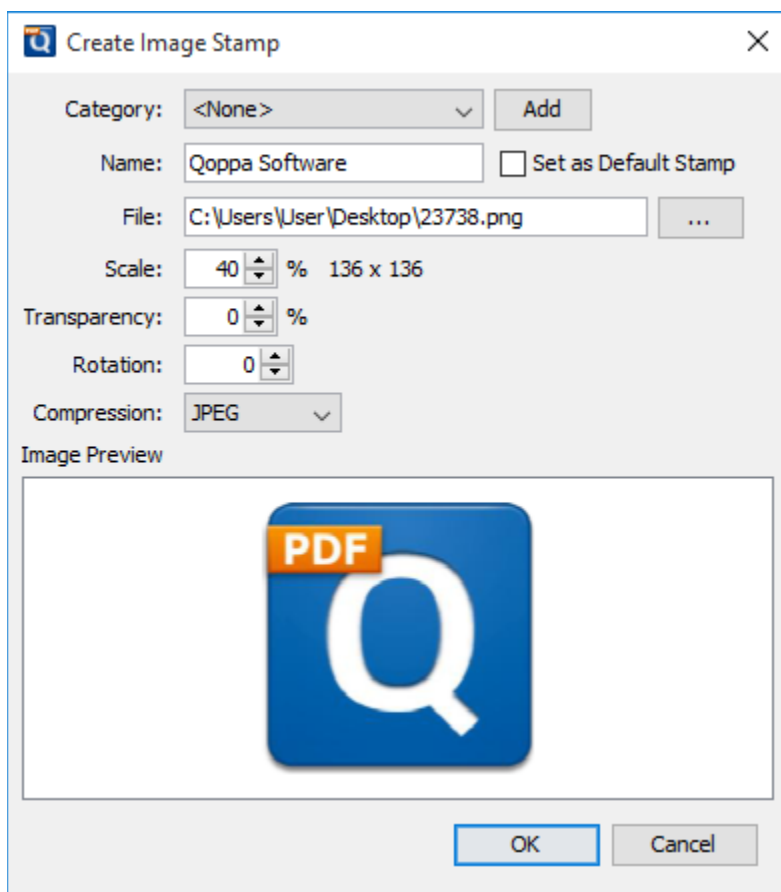 Create Image Stamp
Category: <None> Add
Name: Qoppa Software Set as Default Stamp
File: C:\Users\User\Desktop\23738.png ...
Scale: 40 % 136 x 136
Transparency: 0 %
Rotation: 0
Compression: JPEG
Image Preview
PDF
Q
OK Cancel